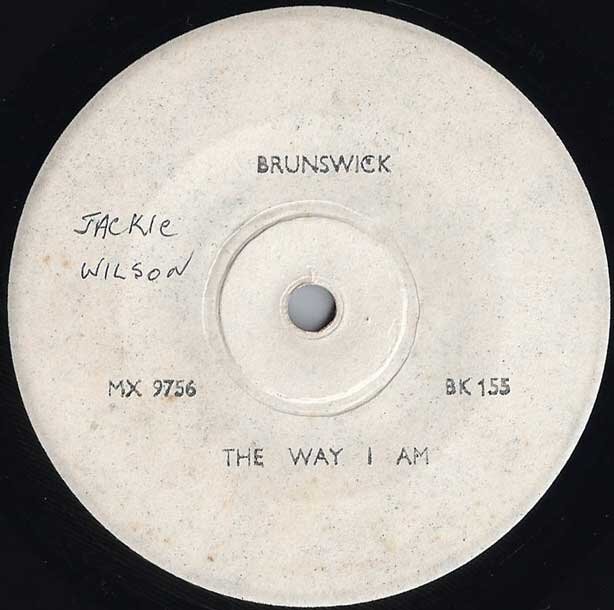 BRUNSWICK
JACKIE
WILSON
MX 9756
BK 155
THE WAY I AM